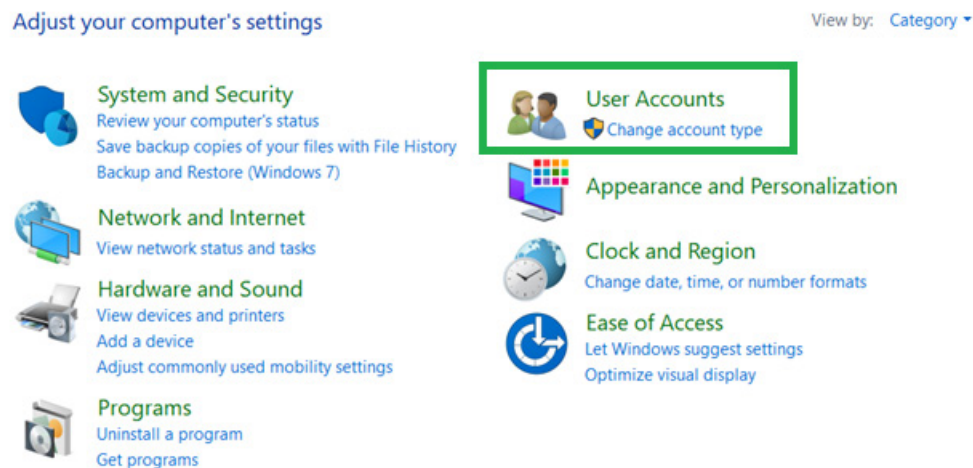 Adjust your computer's settings
View by: Category
System and Security
Review your computer's status
Save backup copies of your files with File History
Backup and Restore (Windows 7)
Network and Internet
View network status and tasks
Hardware and Sound
View devices and printers
Add a device
Adjust commonly used mobility settings
Programs
Uninstall a program
Get programs
User Accounts
Change account type
Appearance and Personalization
Clock and Region
Change date, time, or number formats
Ease of Access
Let Windows suggest settings
Optimize visual display